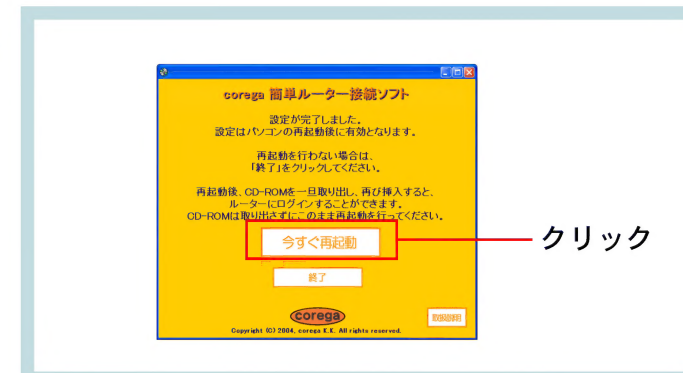 corega 簡単ルーター接続ソフト
設定が完了しました。
設定はパソコンの再起動後に有効となります。
再起動を行わない場合は、
「終了」をクリックしてください。
再起動後、CD-ROMを一旦取り出し、再び挿入すると、
ルーターにログインすることができます。
CD-ROMは取り出さずにこのまま再起動を行ってください。
今すぐ再起動
クリック
終了
corega
Copyright (C) 2004, corega K.K. All rights reserved.